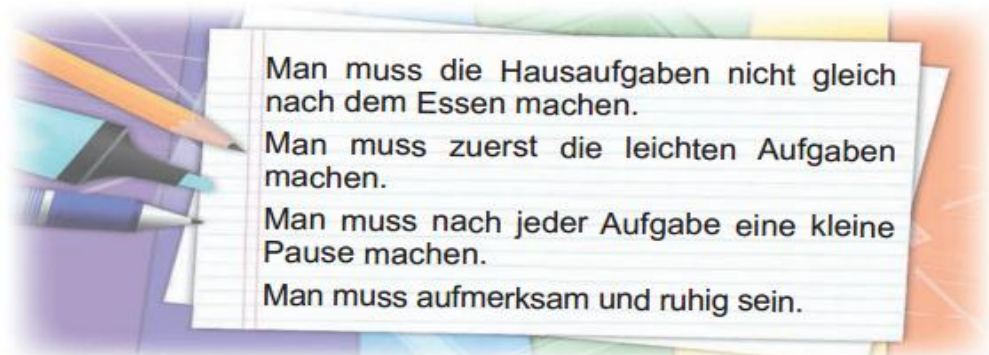 Man muss die Hausaufgaben nicht gleich
nach dem Essen machen.
Man muss zuerst die leichten Aufgaben
machen.
Man muss nach jeder Aufgabe eine kleine
Pause machen.
Man muss aufmerksam und ruhig sein.